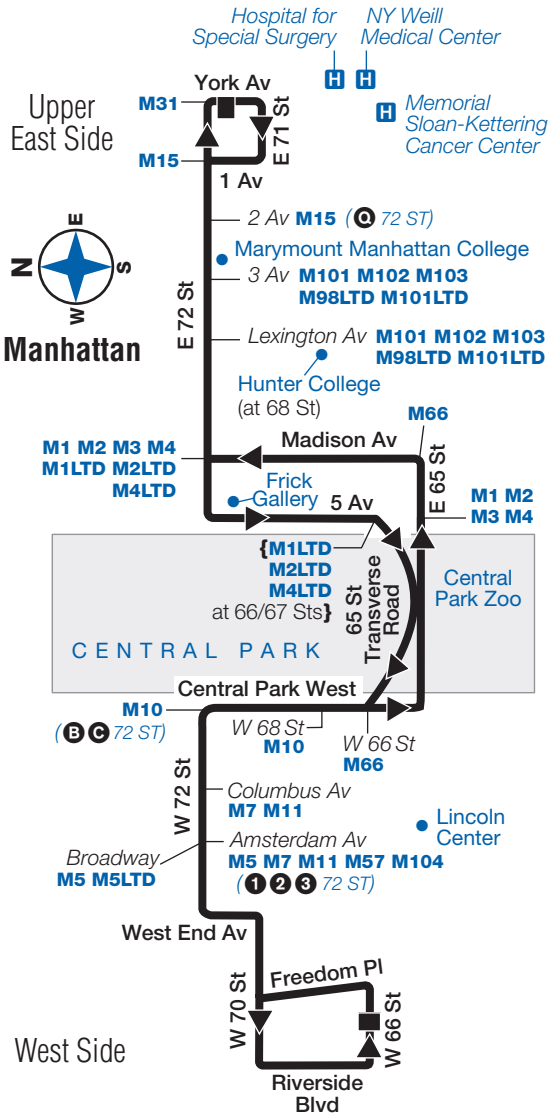 Hospital for
Special Surgery
NY Weill
Medical Center
H
H
H
Memorial
Sloan-Kettering
Cancer Center
Upper
East Side
M31
York Av
E 71 St
M15
1 Av
2 Av M15 (Q 72 ST)
Marymount Manhattan College
3 Av M101 M102 M103
M98LTD M101LTD
E
N
S
W
Manhattan
E 72 St
Lexington Av M101 M102 M103
M98LTD M101LTD
Hunter College
(at 68 St)
M66
Madison Av
M1 M2 M3 M4
M1LTD M2LTD
M4LTD
E 65 St
Frick
Gallery
5 Av
M1 M2
M3 M4
{M1LTD
M2LTD
M4LTD
at 66/67 Sts}
65 St
Transverse
Road
Central
Park Zoo
CENTRAL PARK
Central Park West
M10
(B C 72 ST)
W 68 St
M10
W 66 St
M66
W 72 St
Columbus Av
M7 M11
Lincoln
Center
Broadway
M5 M5LTD
Amsterdam Av
M5 M7 M11 M57 M104
(1 2 3 72 ST)
West End Av
Freedom Pl
W 70 St
W 66 St
West Side
Riverside
Blvd